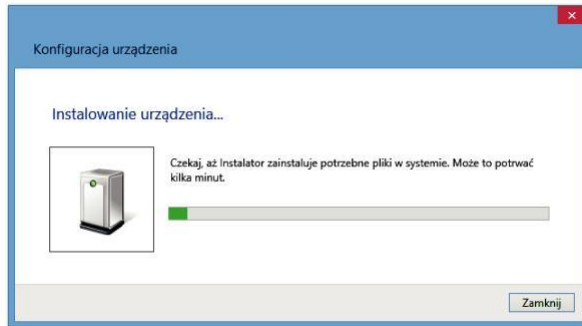 Konfiguracja urządzenia
Instalowanie urządzenia...
Czekaj, aż Instalator zainstaluje potrzebne pliki w systemie. Może to potrwać
kilka minut.
Zamknij